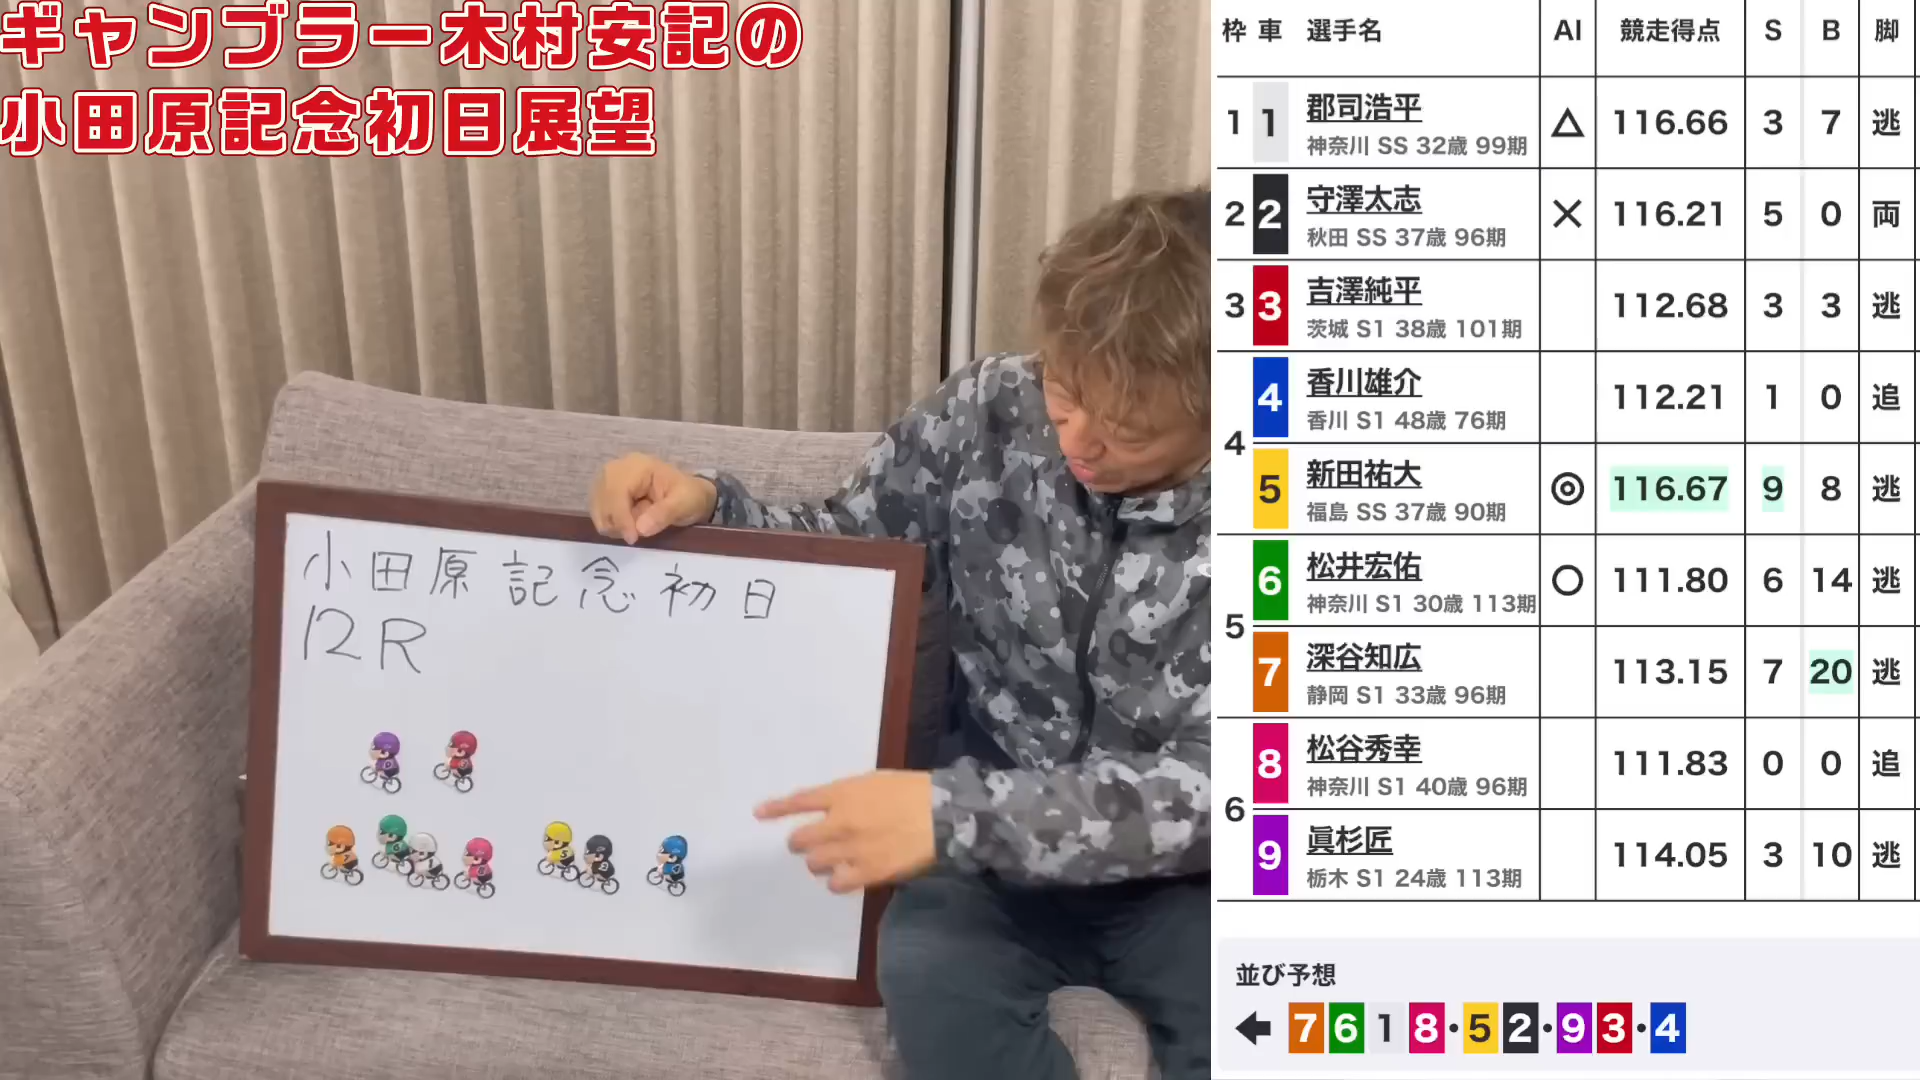 ギャンブラー木村安記の
小田原記念初日展望
小田原記念初日
12R
枠 車 選手名 AI 競走得点 S B 脚
1 1 郡司浩平 △ 116.66 3 7 逃
神奈川 SS 32歳 99期
2 2 守澤太志 × 116.21 5 0 両
秋田 SS 37歳 96期
3 3 吉澤純平 112.68 3 3 逃
茨城 S1 38歳 101期
4 4 香川雄介 112.21 1 0 追
香川 S1 48歳 76期
5 新田祐大 ◎ 116.67 9 8 逃
福島 SS 37歳 90期
5 6 松井宏佑 ○ 111.80 6 14 逃
神奈川 S1 30歳 113期
7 深谷知広 113.15 7 20 逃
静岡 S1 33歳 96期
6 8 松谷秀幸 111.83 0 0 追
神奈川 S1 40歳 96期
9 眞杉匠 114.05 3 10 逃
栃木 S1 24歳 113期
並び予想
← 7 6 1 8・5 2・9 3・4